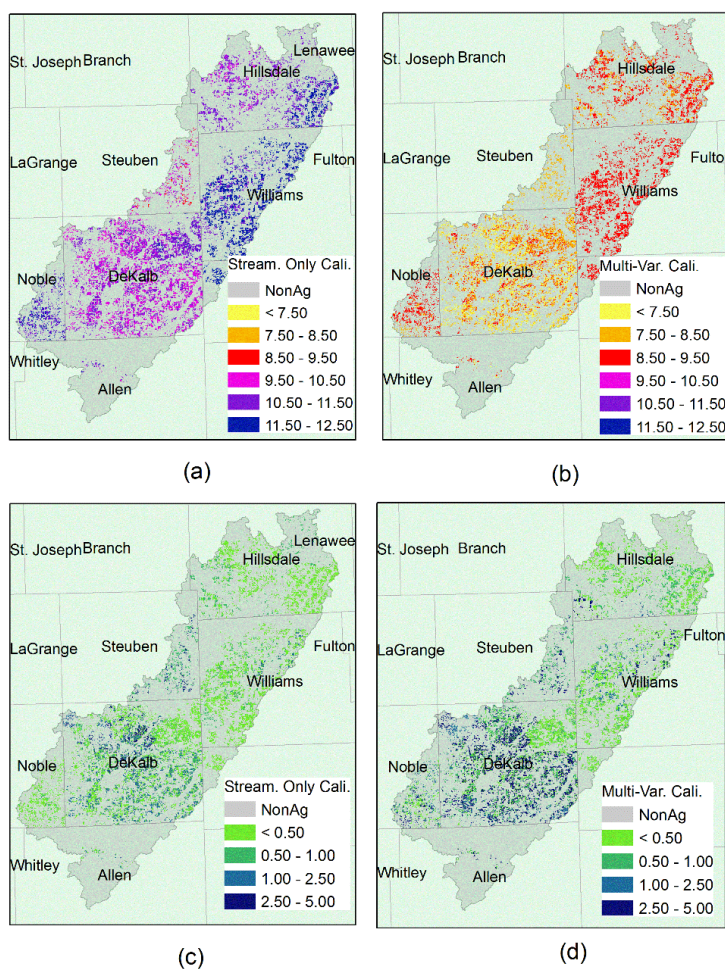 Lenawee
St. Joseph Branch
Hillsdale
LaGrange
Steuben
Fulton
Williams
Noble
DeKalb
Whitley
Allen
Stream. Only Cali.
NonAg
< 7.50
7.50 - 8.50
8.50 - 9.50
9.50 - 10.50
10.50 - 11.50
11.50 - 12.50
(a)
Lenawee
St. Joseph Branch
Hillsdale
LaGrange
Steuben
Fulton
Williams
Noble
DeKalb
Whitley
Allen
Multi-Var. Cali.
NonAg
< 7.50
7.50 - 8.50
8.50 - 9.50
9.50 - 10.50
10.50 - 11.50
11.50 - 12.50
(b)
Lenawee
St. Joseph Branch
Hillsdale
LaGrange
Steuben
Fulton
Williams
Noble
DeKalb
Whitley
Allen
Stream. Only Cali.
NonAg
< 0.50
0.50 - 1.00
1.00 - 2.50
2.50 - 5.00
(c)
Lenawee
St. Joseph Branch
Hillsdale
LaGrange
Steuben
Fulton
Williams
Noble
DeKalb
Whitley
Allen
Multi-Var. Cali.
NonAg
< 0.50
0.50 - 1.00
1.00 - 2.50
2.50 - 5.00
(d)